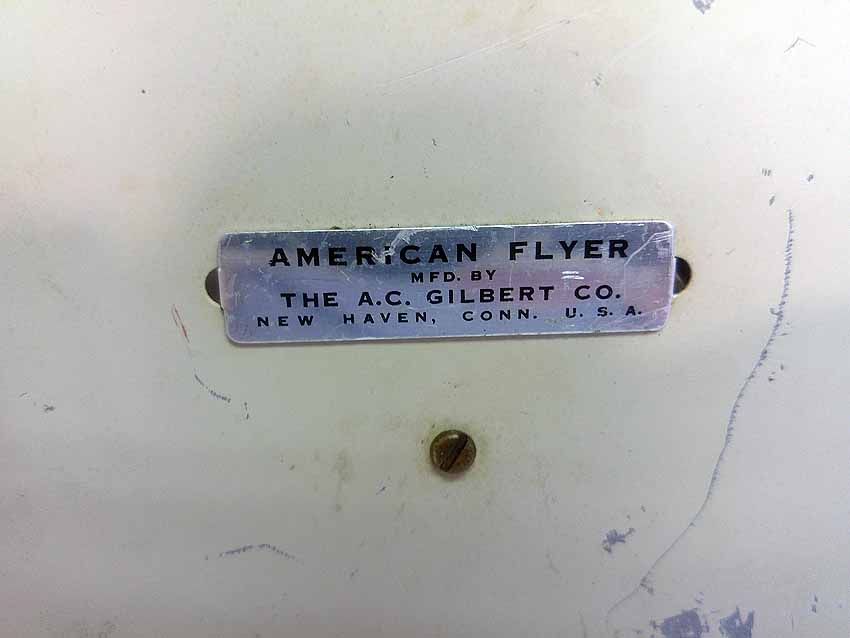 AMERICAN FLYER
MFD. BY
THE A.C. GILBERT CO.
NEW HAVEN, CONN. U. S. A.